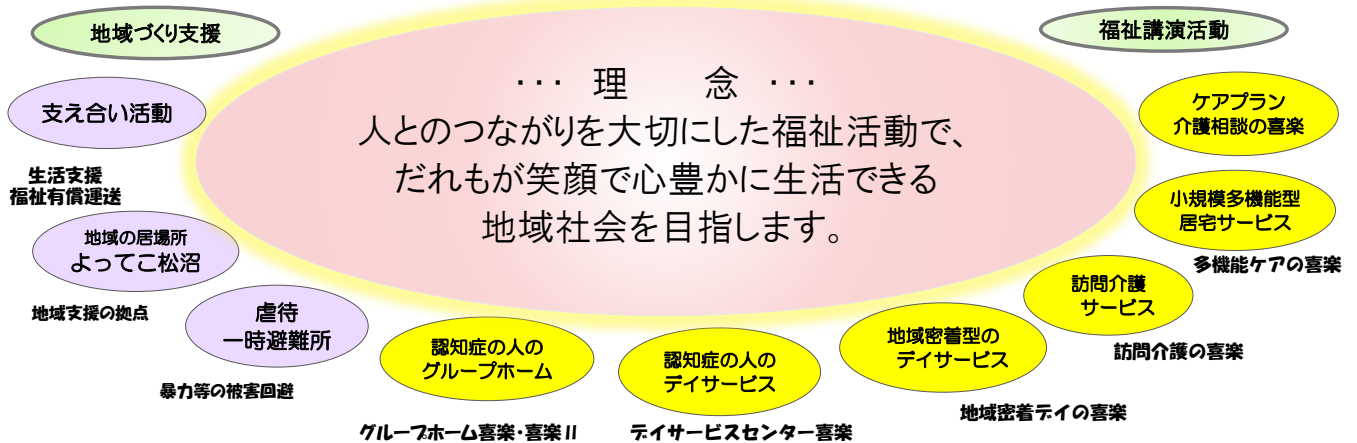 地域づくり支援
福祉講演活動
・・・ 理　　念 ・・・
人とのつながりを大切にした福祉活動で、
だれもが笑顔で心豊かに生活できる
地域社会を目指します。
支え合い活動
生活支援
福祉有償運送
地域の居場所
よってこ松沼
地域支援の拠点
虐待
一時避難所
暴力等の被害回避
認知症の人の
グループホーム
グループホーム喜楽・喜楽Ⅱ
認知症の人の
デイサービス
デイサービスセンター喜楽
地域密着型の
デイサービス
地域密着デイの喜楽
訪問介護
サービス
訪問介護の喜楽
小規模多機能型
居宅サービス
多機能ケアの喜楽
ケアプラン
介護相談の喜楽